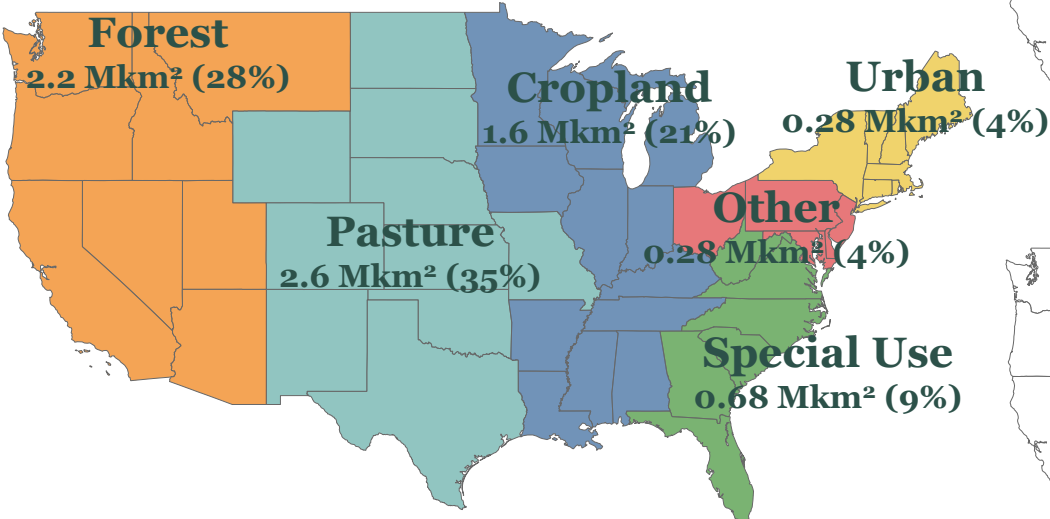 Forest
2.2 Mkm² (28%)
Cropland
1.6 Mkm² (21%)
Urban
0.28 Mkm² (4%)
Pasture
2.6 Mkm² (35%)
Other
0.28 Mkm² (4%)
Special Use
0.68 Mkm² (9%)